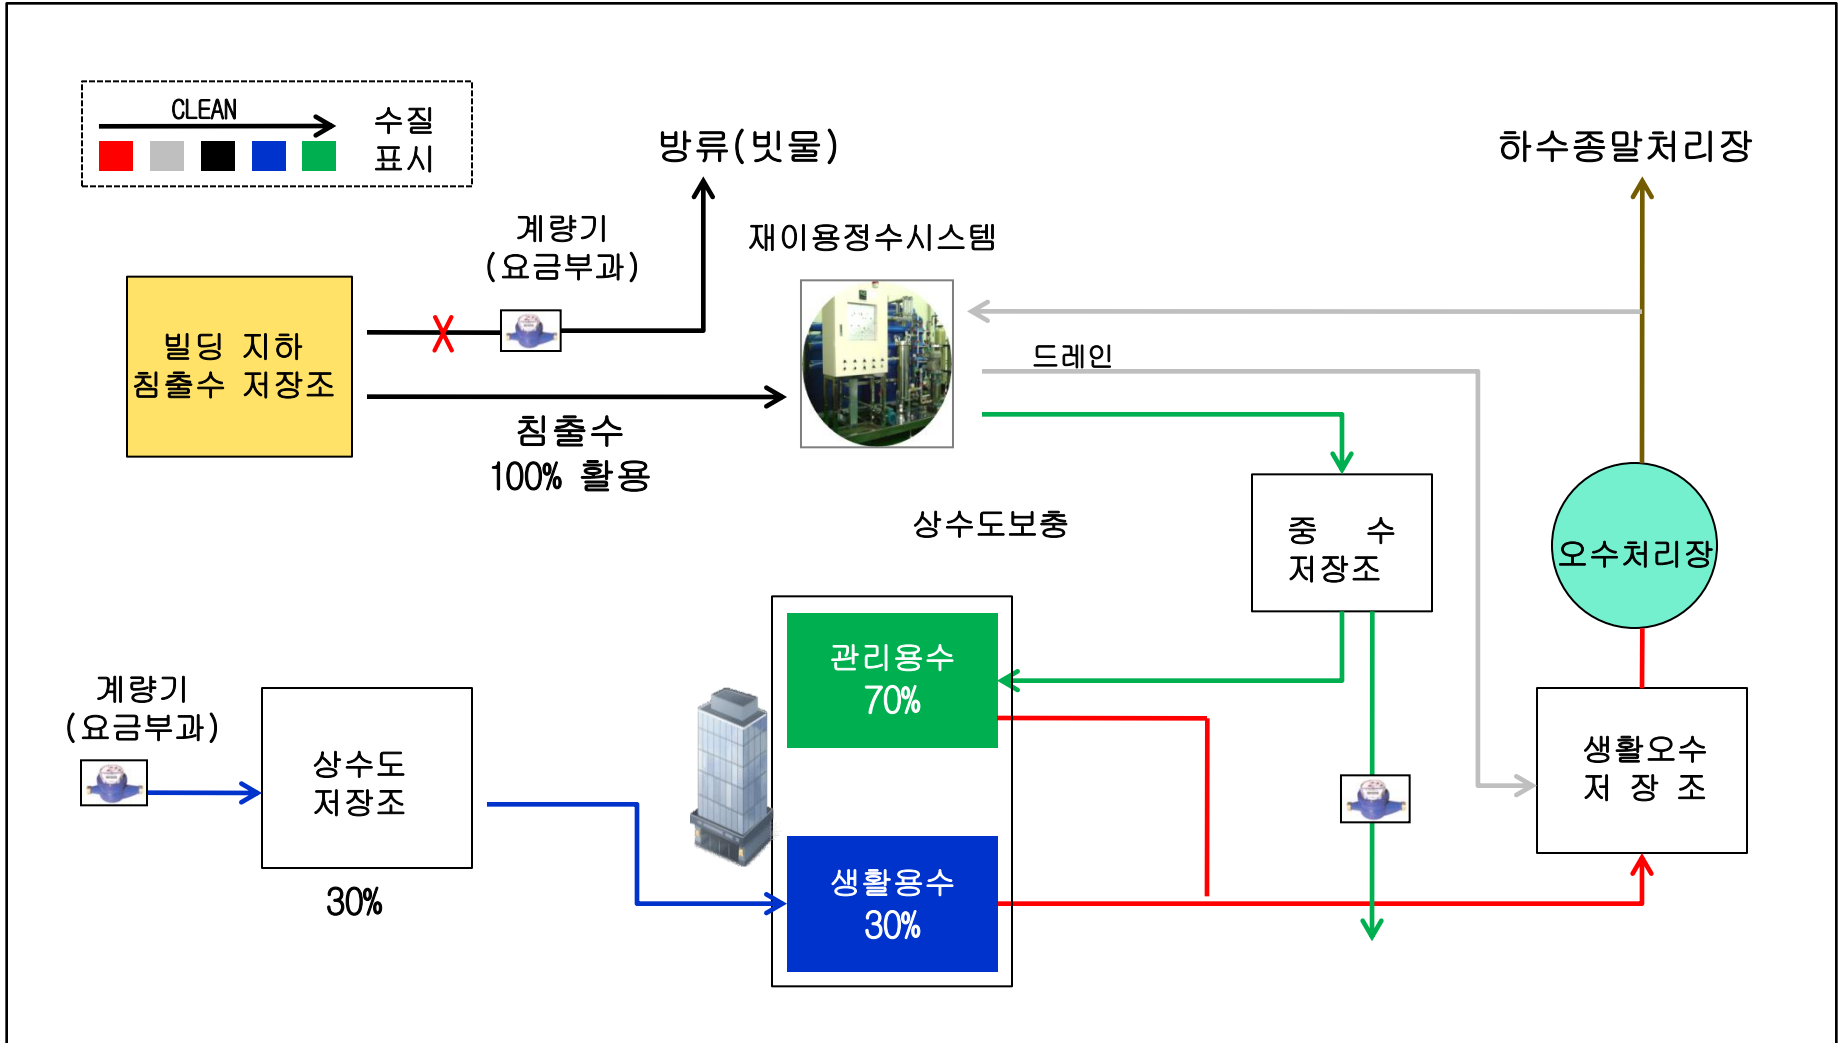 CLEAN
수질
표시
방류(빗물)
하수종말처리장
계량기
(요금부과)
재이용정수시스템
빌딩 지하
침출수 저장조
드레인
침출수
100% 활용
상수도보충
중 수
저장조
오수처리장
관리용수
70%
계량기
(요금부과)
상수도
저장조
생활오수
저 장 조
생활용수
30%
30%